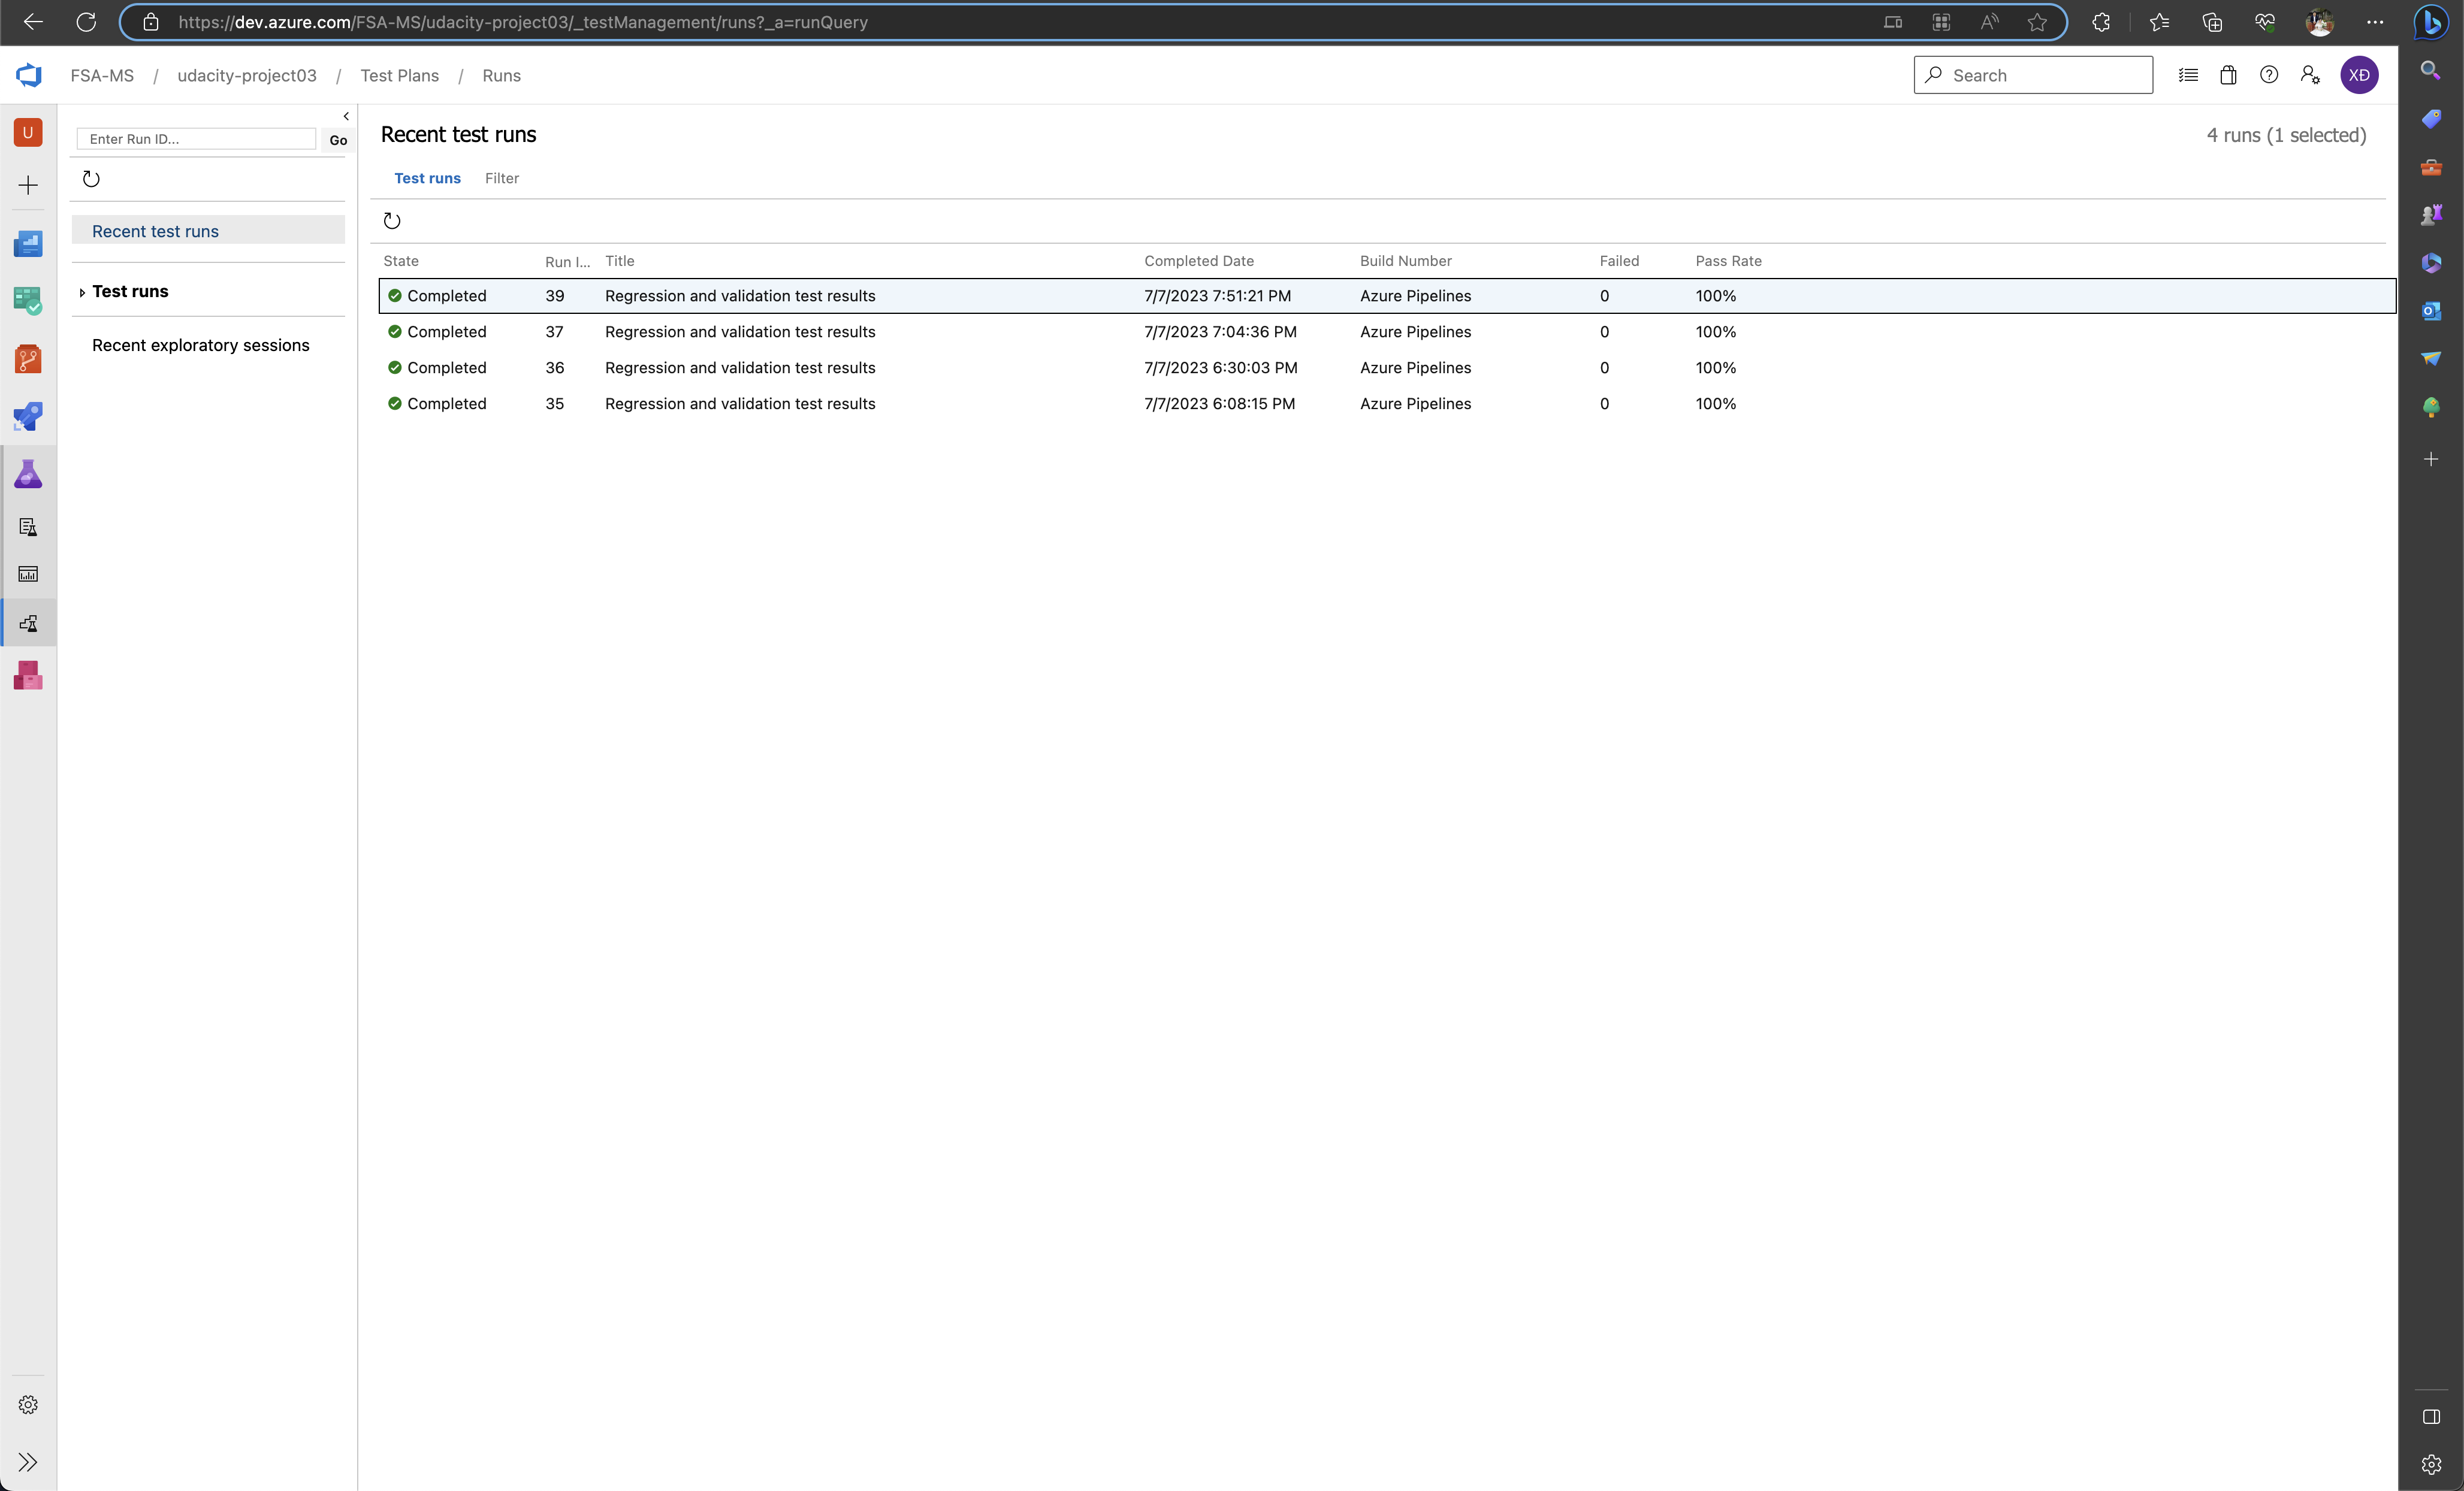 https://dev.azure.com/FSA-MS/udacity-project03/_testManagement/runs?_a=runQuery
FSA-MS / udacity-project03 / Test Plans / Runs
Search
XĐ
U
Enter Run ID...
Go
Recent test runs
Test runs
Recent exploratory sessions
Recent test runs
4 runs (1 selected)
Test runs Filter
State Run I... Title Completed Date Build Number Failed Pass Rate
Completed 39 Regression and validation test results 7/7/2023 7:51:21 PM Azure Pipelines 0 100%
Completed 37 Regression and validation test results 7/7/2023 7:04:36 PM Azure Pipelines 0 100%
Completed 36 Regression and validation test results 7/7/2023 6:30:03 PM Azure Pipelines 0 100%
Completed 35 Regression and validation test results 7/7/2023 6:08:15 PM Azure Pipelines 0 100%